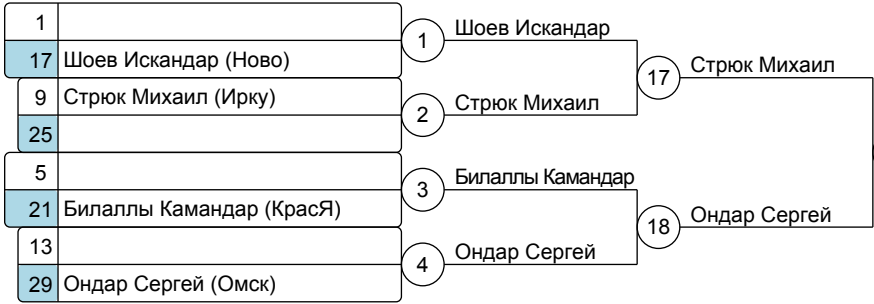 1
17 Шоев Искандар (Ново)
9 Стрюк Михаил (Ирку)
25
5
21 Билаллы Камандар (КрасЯ)
13
29 Ондар Сергей (Омск)
1 Шоев Искандар
2 Стрюк Михаил
3 Билаллы Камандар
4 Ондар Сергей
17 Стрюк Михаил
18 Ондар Сергей